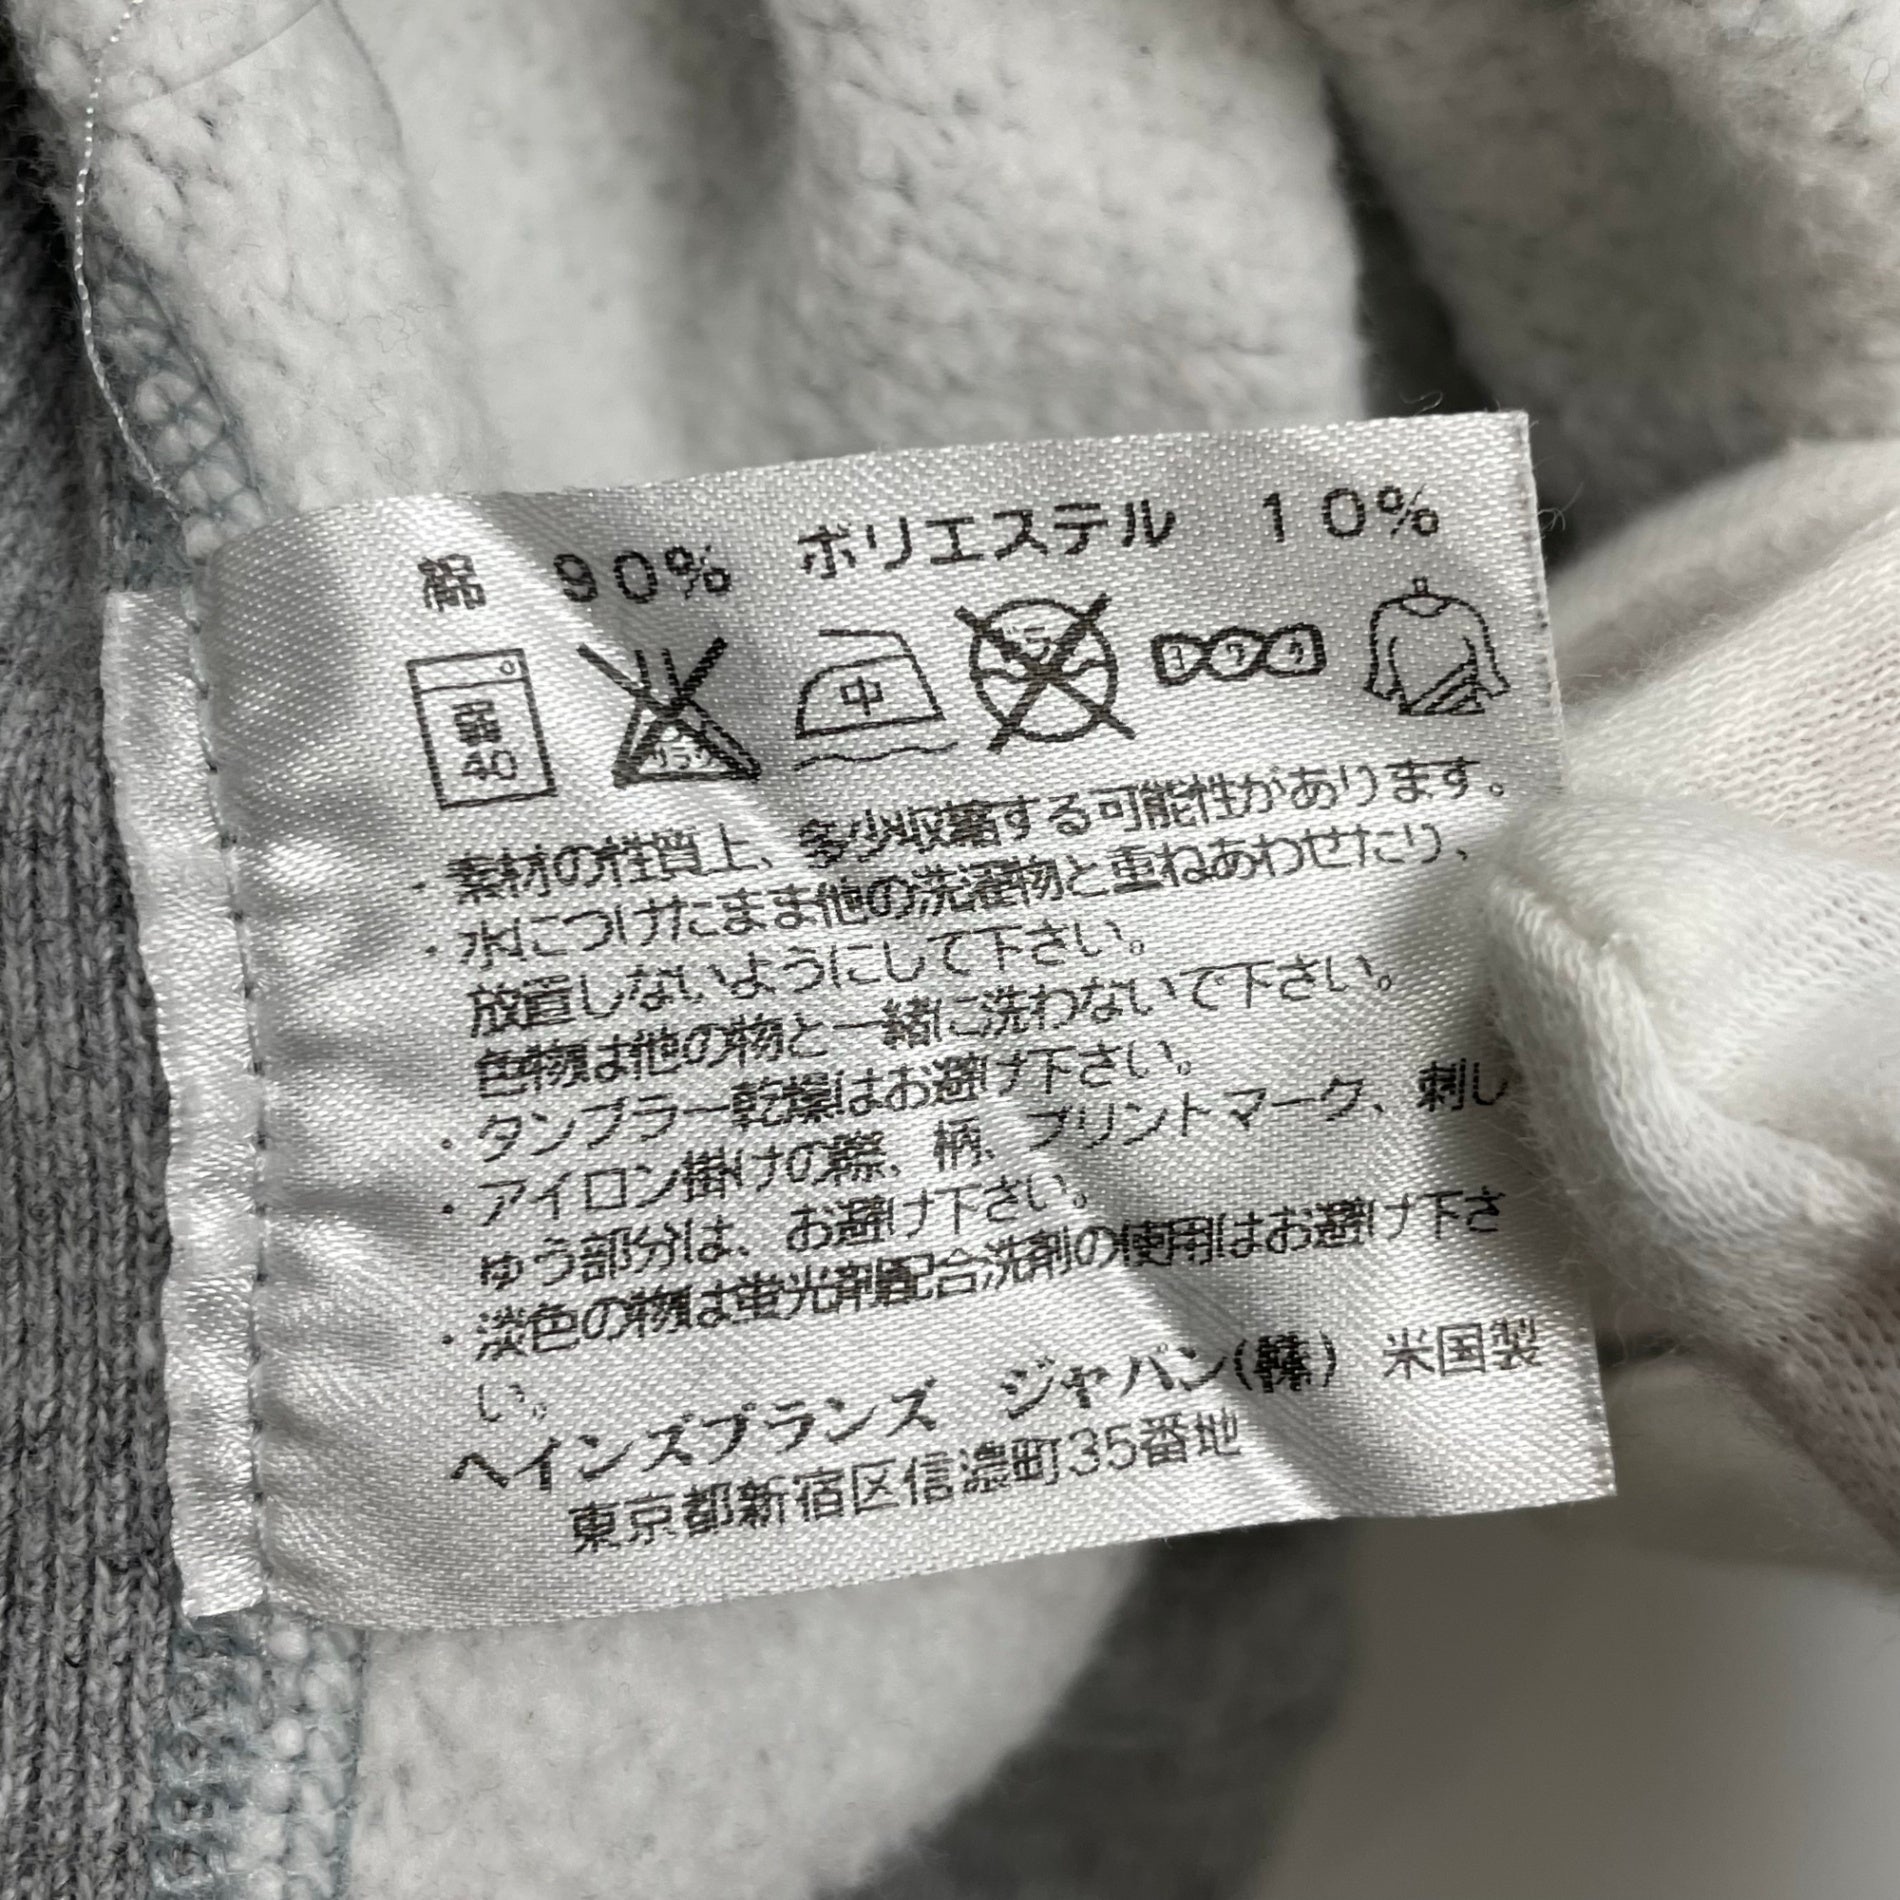 綿 90% ポリエステル 10%
40 中
・素材の性質上、多少収縮する可能性があります。
・水につけたまま他の洗濯物と重ねあわせたり、
放置しないようにして下さい。
色物は他の物と一緒に洗わないで下さい。
・タンブラー乾燥はお避け下さい。
・アイロン掛けの際、柄、プリントマーク、刺し
ゅう部分は、お避け下さい。
・淡色の物は蛍光剤配合洗剤の使用はお避け下さ
い。
ヘインズブランズ ジャパン(株) 米国製
東京都新宿区信濃町35番地